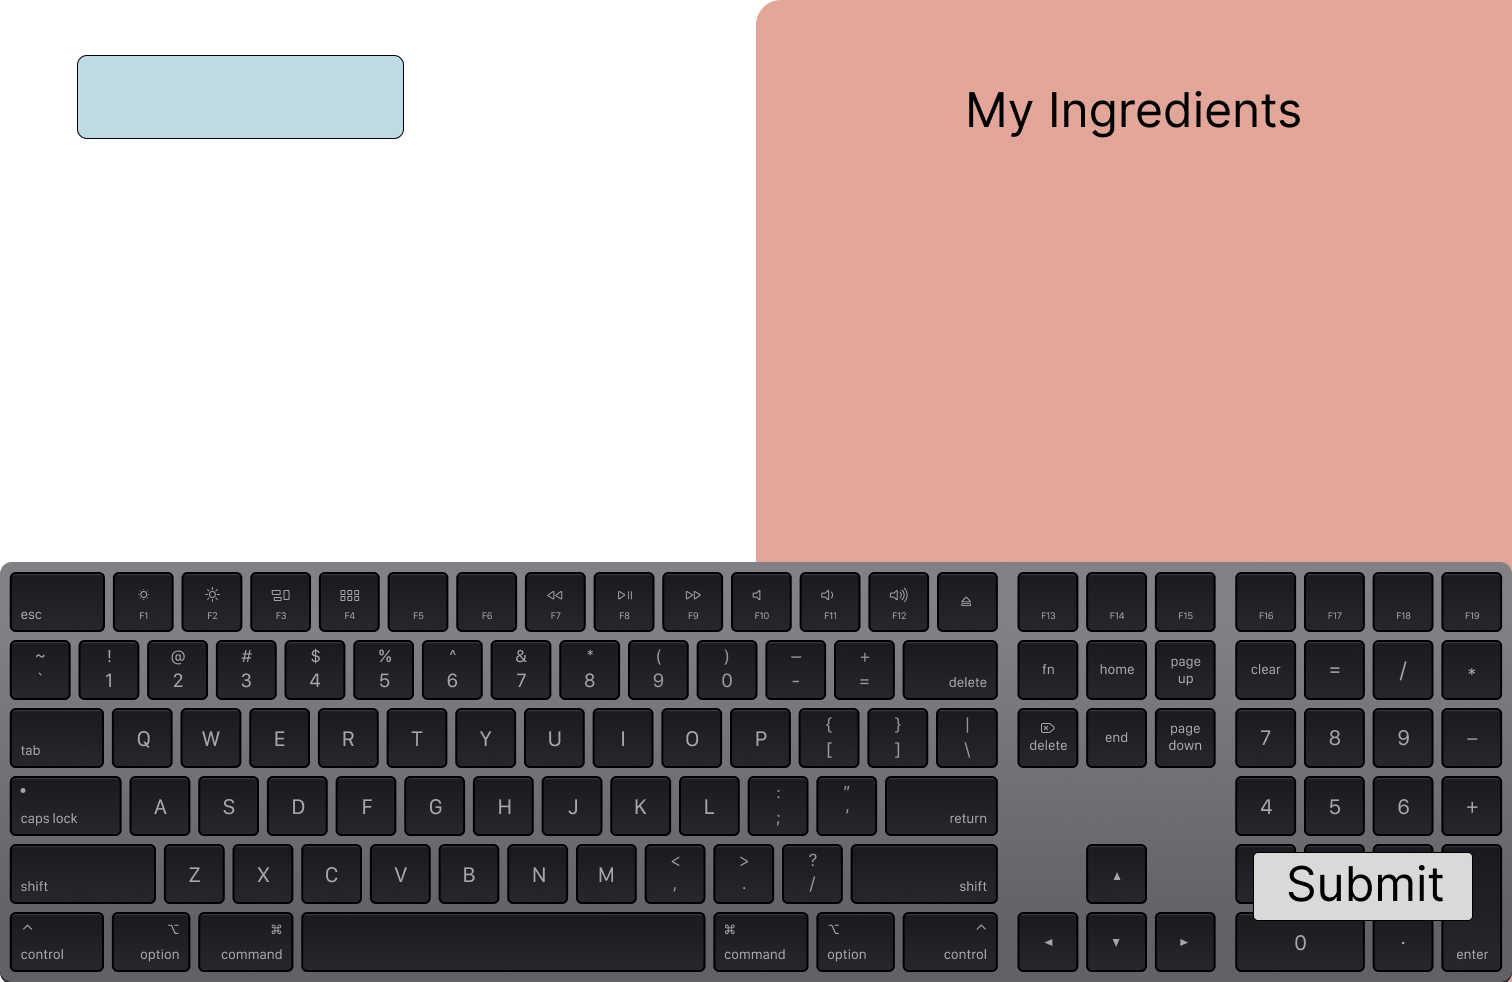 My Ingredients
esc F1 F2 F3 F4 F5 F6 F7 F8 F9 F10 F11 F12 F13 F14 F15 F16 F17 F18 F19
~ ! @ # $ % ^ & * ( ) — +
` 1 2 3 4 5 6 7 8 9 0 - = delete fn home page up clear = / *
tab Q W E R T Y U I O P { [ } ] | \ delete end page down 7 8 9 –
caps lock A S D F G H J K L : ; " ' return 4 5 6 +
shift Z X C V B N M < , > . ? / shift
Submit
control option command command option control 0 . enter